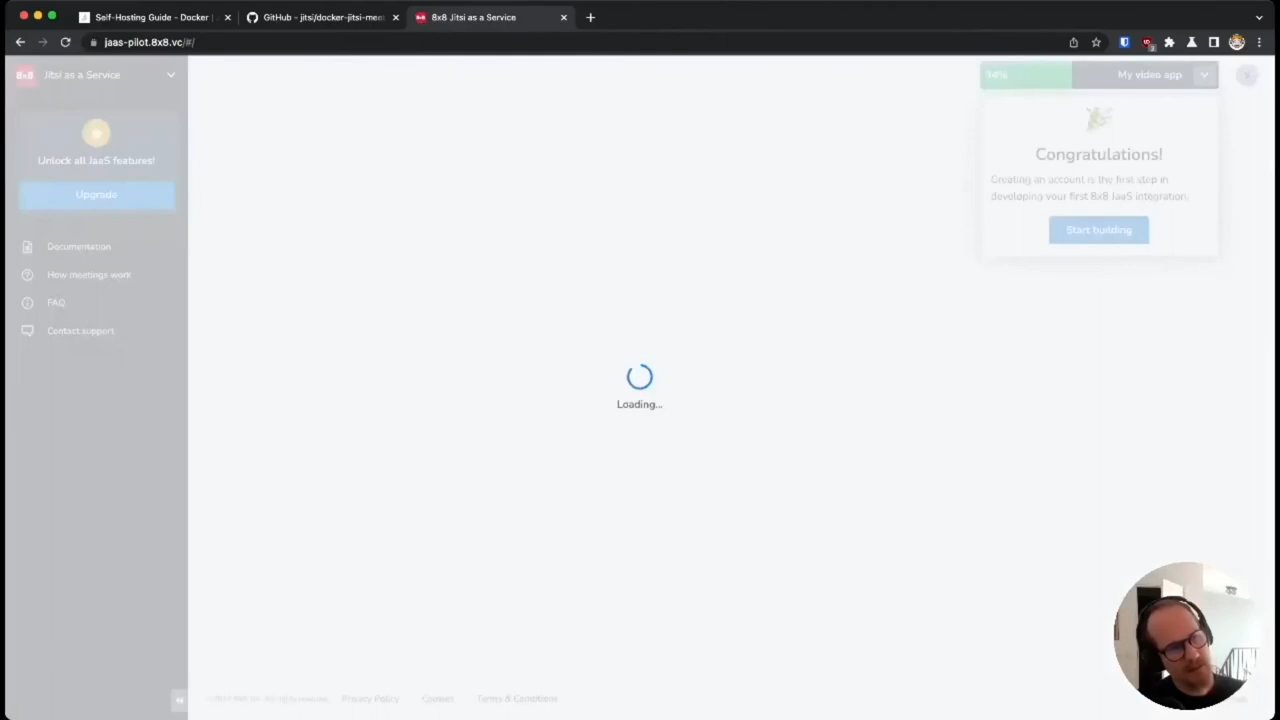 Self-Hosting Guide - Docker |
GitHub - jitsi/docker-jitsi-mee
8x8 Jitsi as a Service
jaas-pilot.8x8.vc/#/
8x8 Jitsi as a Service
Unlock all JaaS features!
Upgrade
Documentation
How meetings work
FAQ
Contact support
14%
My video app
Congratulations!
Creating an account is the first step in
developing your first 8x8 JaaS integration.
Start building
Loading...
Privacy Policy
Cookies
Terms & Conditions